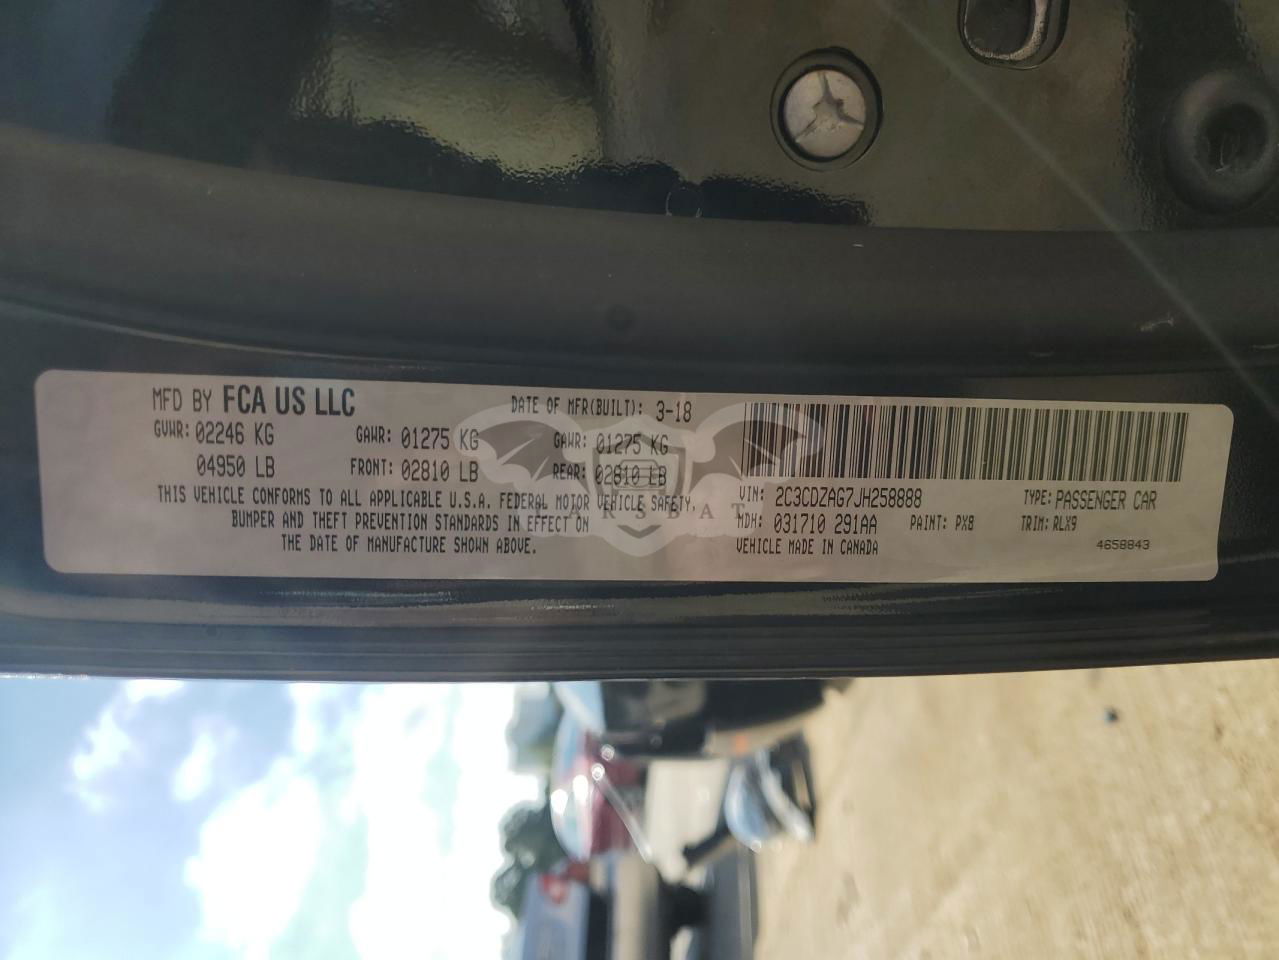 MFD BY FCA US LLC DATE OF MFR(BUILT): 3-18
GVWR: 02246 KG GAWR: 01275 KG GAWR: 01275 KG
04950 LB FRONT: 02810 LB REAR: 02810 LB
THIS VEHICLE CONFORMS TO ALL APPLICABLE U.S.A. FEDERAL MOTOR VEHICLE SAFETY,
BUMPER AND THEFT PREVENTION STANDARDS IN EFFECT ON
THE DATE OF MANUFACTURE SHOWN ABOVE.
VIN: 2C3CDZAG7JH258888 TYPE: PASSENGER CAR
MDH: 031710 291AA PAINT: PX8 TRIM: RLX9
VEHICLE MADE IN CANADA 4658843
CARSBAT